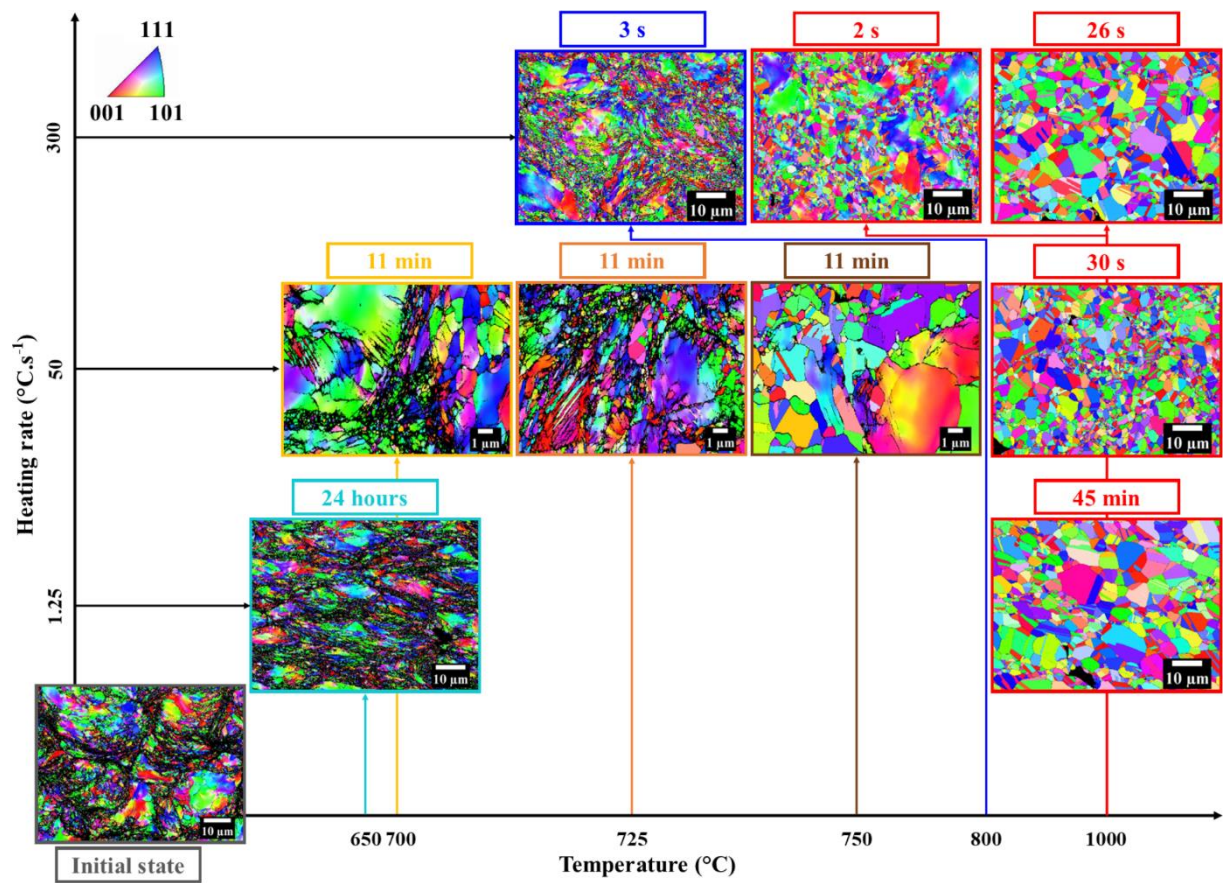 3 s
2 s
26 s
111
001
101
300
10 µm
10 µm
10 µm
11 min
11 min
11 min
30 s
50
1 µm
1 µm
1 µm
10 µm
Heating rate (°C.s⁻¹)
24 hours
45 min
1.25
10 µm
10 µm
10 µm
Initial state
650
700
725
750
800
1000
Temperature (°C)